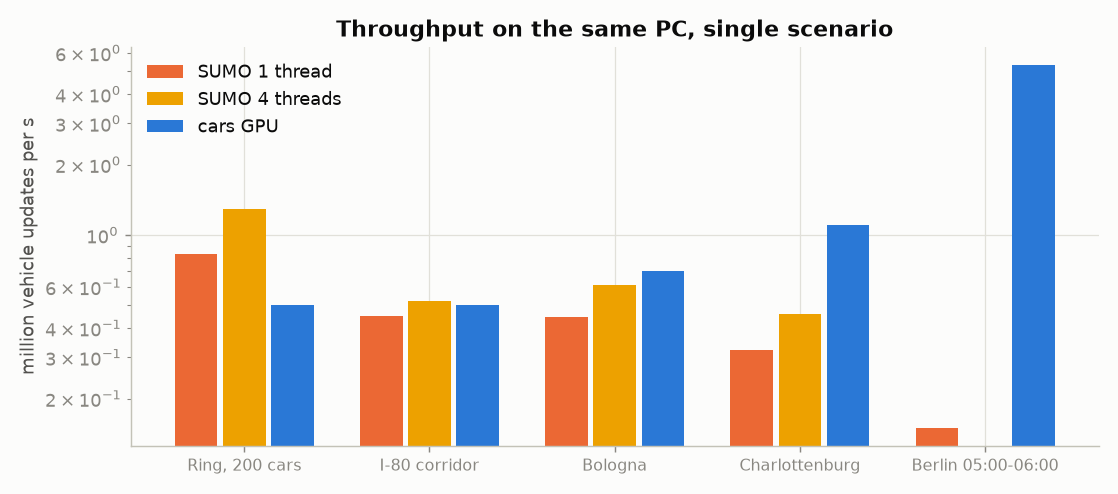 Throughput on the same PC, single scenario
million vehicle updates per s
6 × 10⁰
4 × 10⁰
3 × 10⁰
2 × 10⁰
10⁰
6 × 10⁻¹
4 × 10⁻¹
3 × 10⁻¹
2 × 10⁻¹
SUMO 1 thread
SUMO 4 threads
cars GPU
Ring, 200 cars
I-80 corridor
Bologna
Charlottenburg
Berlin 05:00-06:00